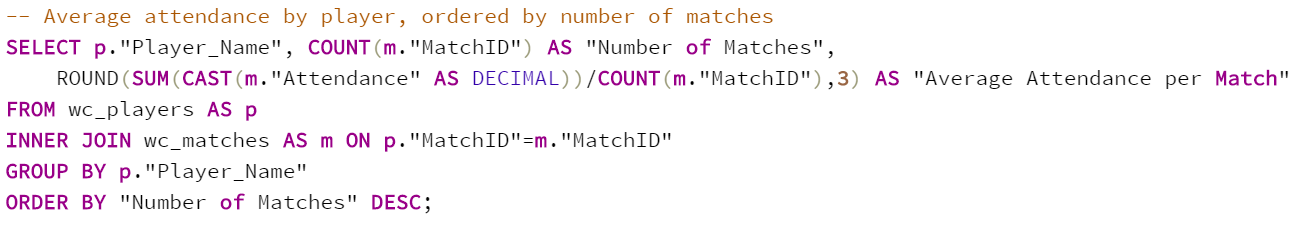 -- Average attendance by player, ordered by number of matches
SELECT p."Player_Name", COUNT(m."MatchID") AS "Number of Matches",
ROUND(SUM(CAST(m."Attendance" AS DECIMAL))/COUNT(m."MatchID"),3) AS "Average Attendance per Match"
FROM wc_players AS p
INNER JOIN wc_matches AS m ON p."MatchID"=m."MatchID"
GROUP BY p."Player_Name"
ORDER BY "Number of Matches" DESC;